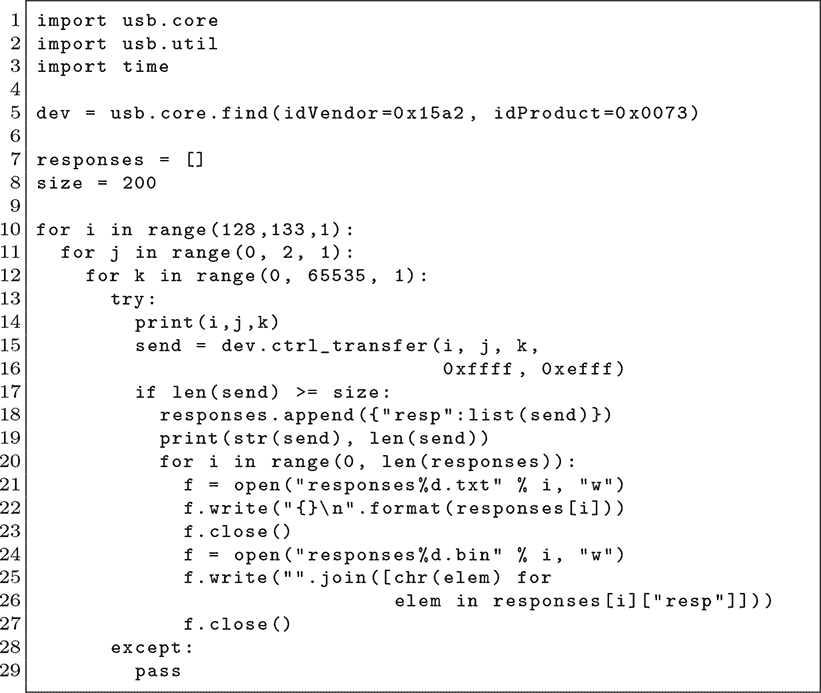 1 import usb.core
2 import usb.util
3 import time
4
5 dev = usb.core.find(idVendor=0x15a2, idProduct=0x0073)
6
7 responses = []
8 size = 200
9
10 for i in range(128,133,1):
11   for j in range(0, 2, 1):
12     for k in range(0, 65535, 1):
13       try:
14         print(i,j,k)
15         send = dev.ctrl_transfer(i, j, k,
16                                  0xffff, 0xefff)
17         if len(send) >= size:
18           responses.append({"resp":list(send)})
19           print(str(send), len(send))
20           for i in range(0, len(responses)):
21             f = open("responses%d.txt" % i, "w")
22             f.write("{}\n".format(responses[i]))
23             f.close()
24             f = open("responses%d.bin" % i, "w")
25             f.write("".join([chr(elem) for
26                              elem in responses[i]["resp"]]))
27             f.close()
28       except:
29         pass